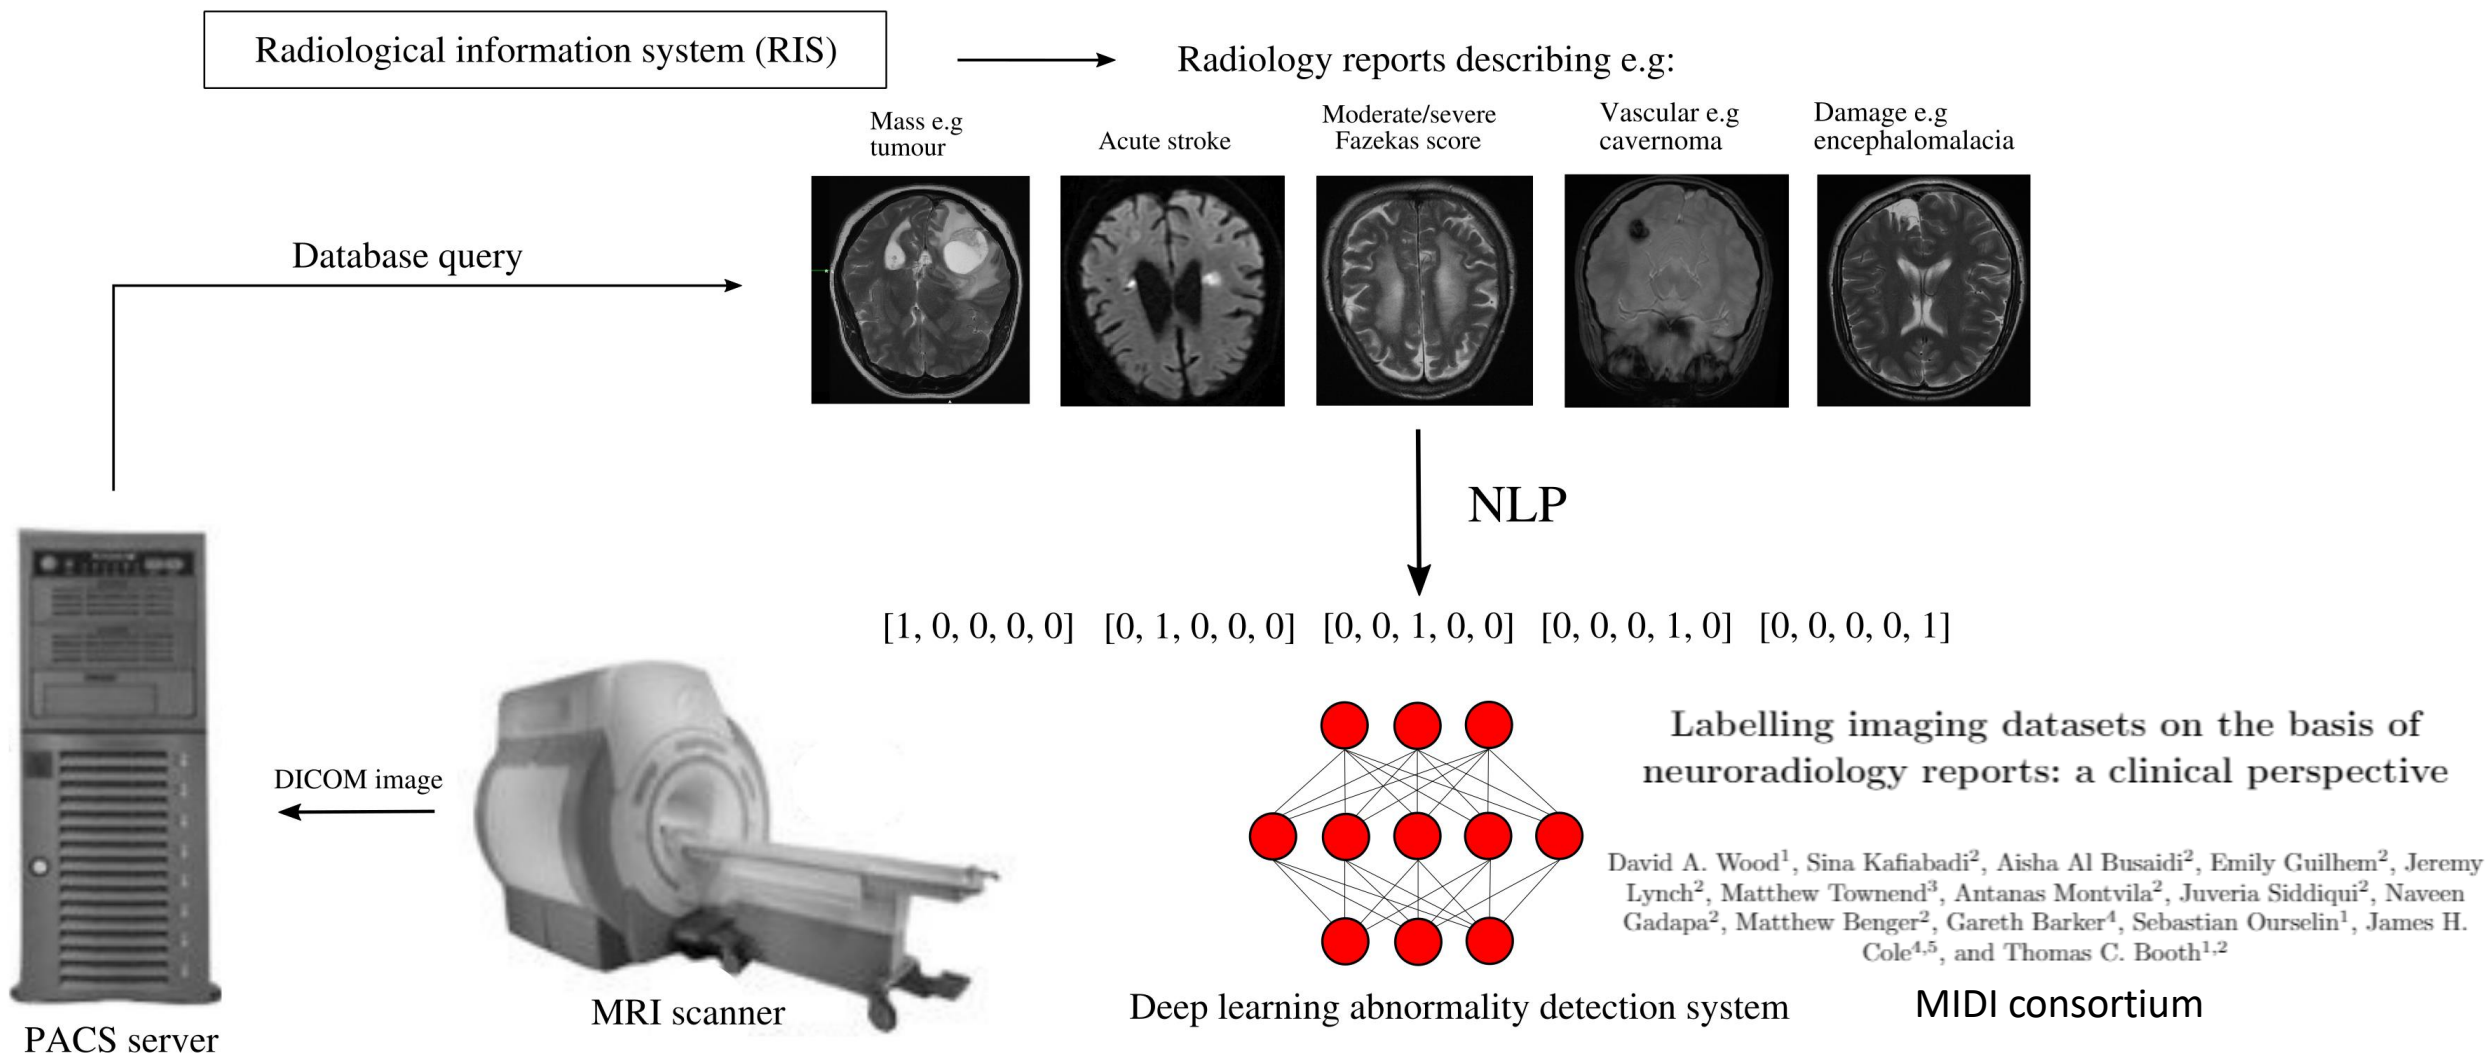 Radiological information system (RIS)
Radiology reports describing e.g:
Mass e.g
tumour
Acute stroke
Moderate/severe
Fazekas score
Vascular e.g
cavernoma
Damage e.g
encephalomalacia
Database query
NLP
[1, 0, 0, 0, 0] [0, 1, 0, 0, 0] [0, 0, 1, 0, 0] [0, 0, 0, 1, 0] [0, 0, 0, 0, 1]
DICOM image
PACS server
MRI scanner
Deep learning abnormality detection system
Labelling imaging datasets on the basis of
neuroradiology reports: a clinical perspective
David A. Wood¹, Sina Kafiabadi², Aisha Al Busaidi², Emily Guilhem², Jeremy
Lynch², Matthew Townend³, Antanas Montvila², Juveria Siddiqui², Naveen
Gadapa², Matthew Benger², Gareth Barker⁴, Sebastian Ourselin¹, James H.
Cole⁴,⁵, and Thomas C. Booth¹,²
MIDI consortium